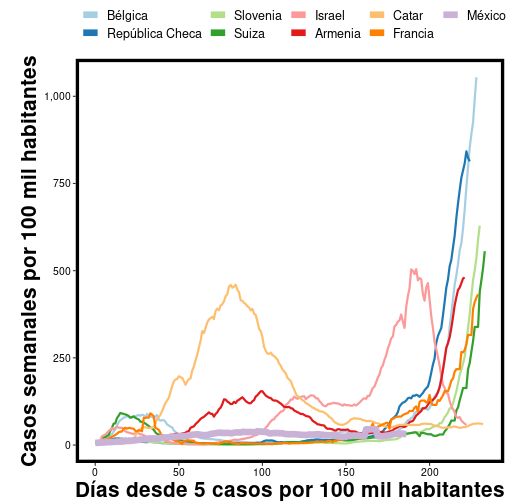 Bélgica Slovenia Israel Catar México
República Checa Suiza Armenia Francia
Casos semanales por 100 mil habitantes
1,000
750
500
250
0
0 50 100 150 200
Días desde 5 casos por 100 mil habitantes